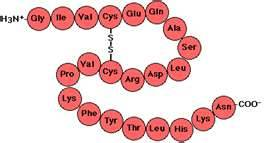 H₃N⁺ Gly Ile Val Cys Glu Gln Ala Ser Leu Asp Arg Cys Val Pro Lys Phe Tyr Thr Leu His Lys Asn COO⁻
S
S